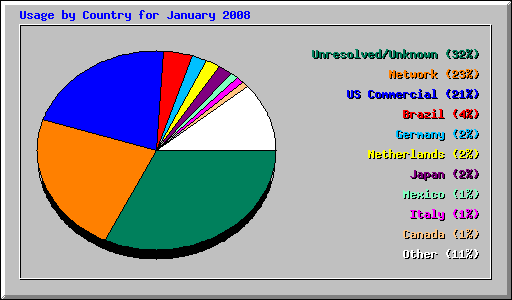 Usage by Country for January 2008
Unresolved/Unknown (32%)
Network (23%)
US Commercial (21%)
Brazil (4%)
Germany (2%)
Netherlands (2%)
Japan (2%)
Mexico (1%)
Italy (1%)
Canada (1%)
Other (11%)